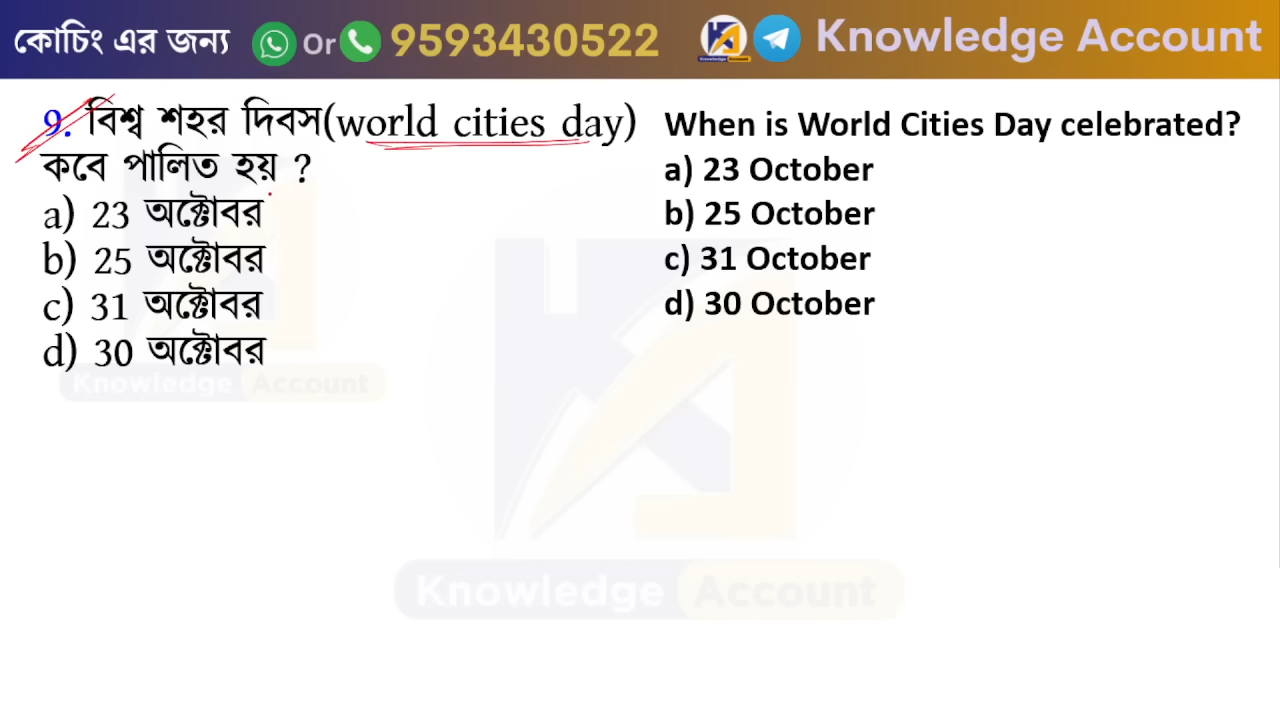 কোচিং এর জন্য Or 9593430522 Knowledge Account
9. বিশ্ব শহর দিবস(world cities day)
কবে পালিত হয় ?
a) 23 অক্টোবর
b) 25 অক্টোবর
c) 31 অক্টোবর
d) 30 অক্টোবর
When is World Cities Day celebrated?
a) 23 October
b) 25 October
c) 31 October
d) 30 October
Knowledge Account
Knowledge Account